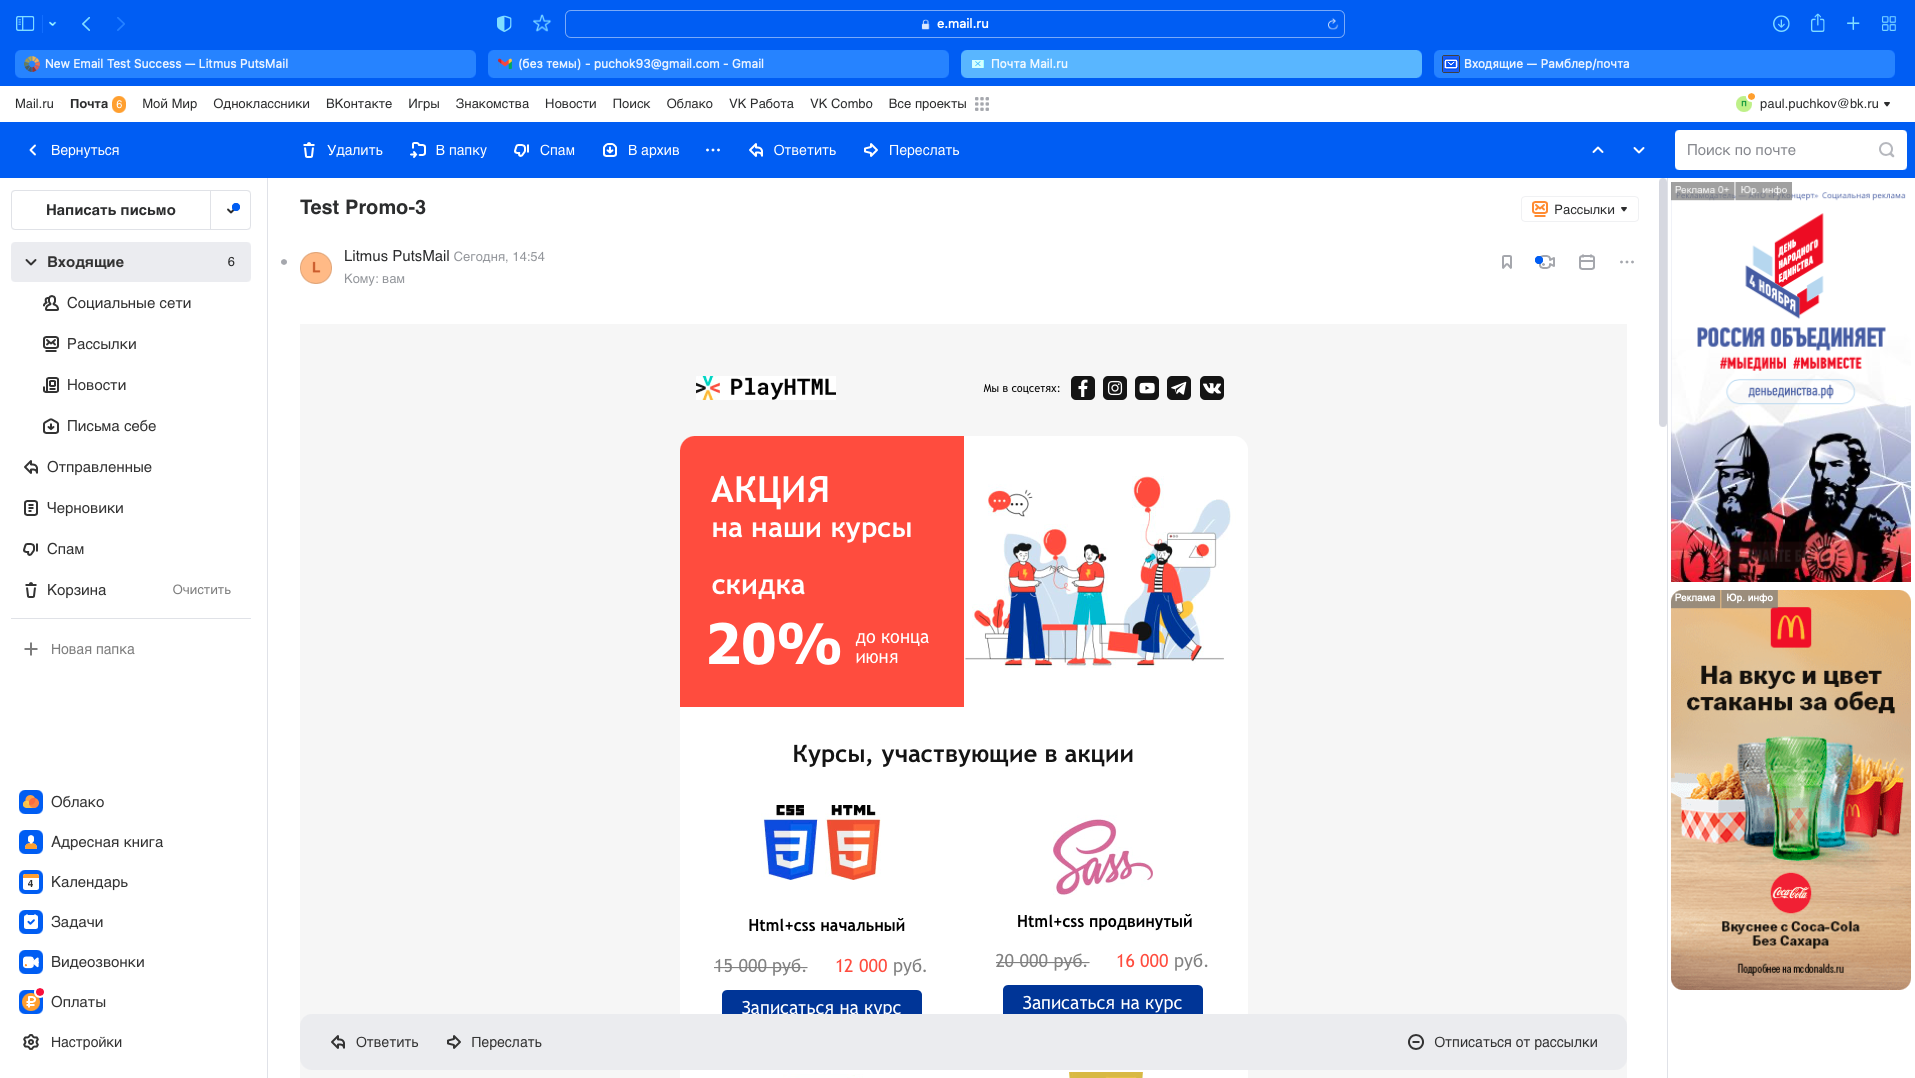 e.mail.ru
New Email Test Success — Litmus PutsMail
(без темы) - puchok93@gmail.com - Gmail
Почта Mail.ru
Входящие — Рамблер/почта
Mail.ru Почта 6 Мой Мир Одноклассники ВКонтакте Игры Знакомства Новости Поиск Облако VK Работа VK Combo Все проекты
п paul.puchkov@bk.ru
Вернуться
Удалить В папку Спам В архив Ответить Переслать
Поиск по почте
Написать письмо
Входящие 6
Социальные сети
Рассылки
Новости
Письма себе
Отправленные
Черновики
Спам
Корзина Очистить
Новая папка
Облако
Адресная книга
4 Календарь
Задачи
Видеозвонки
Оплаты
Настройки
Test Promo-3
Рассылки
L
Litmus PutsMail Сегодня, 14:54
Кому: вам
PlayHTML
Мы в соцсетях:
АКЦИЯ
на наши курсы
скидка
20% до конца
июня
Курсы, участвующие в акции
CSS HTML
3 5
Sass
Html+css начальный
15 000 руб. 12 000 руб.
Записаться на курс
Html+css продвинутый
20 000 руб. 16 000 руб.
Записаться на курс
Ответить Переслать
Отписаться от рассылки
Реклама 0+ Юр. инфо
Социальная реклама
ДЕНЬ
НАРОДНОГО
ЕДИНСТВА
4 НОЯБРЯ
РОССИЯ ОБЪЕДИНЯЕТ
#МЫЕДИНЫ #МЫВМЕСТЕ
деньединства.рф
Реклама Юр. инфо
На вкус и цвет
стаканы за обед
Coca-Cola
Вкуснее с Coca-Cola
Без Сахара
Подробнее на mcdonalds.ru